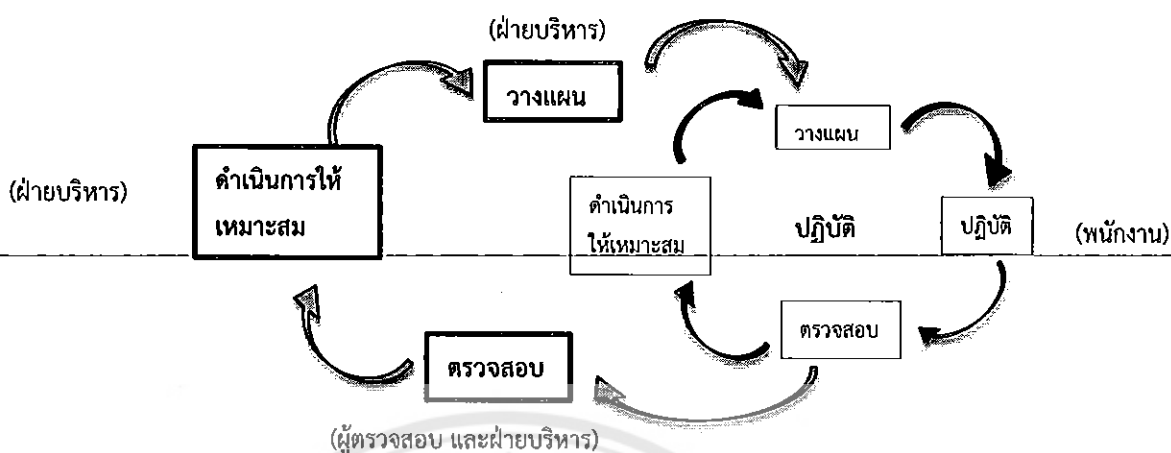 (ฝ่ายบริหาร)
วางแผน
วางแผน
(ฝ่ายบริหาร)
ดำเนินการให้
เหมาะสม
ดำเนินการ
ให้เหมาะสม
ปฏิบัติ
ปฏิบัติ
(พนักงาน)
ตรวจสอบ
ตรวจสอบ
(ผู้ตรวจสอบ และฝ่ายบริหาร)